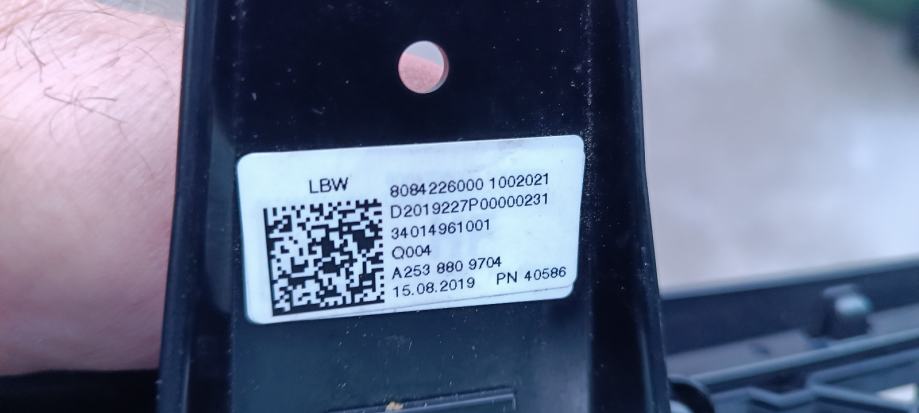 LBW
8084226000 1002021
D2019227P00000231
34014961001
Q004
A253 880 9704
15.08.2019 PN 40586